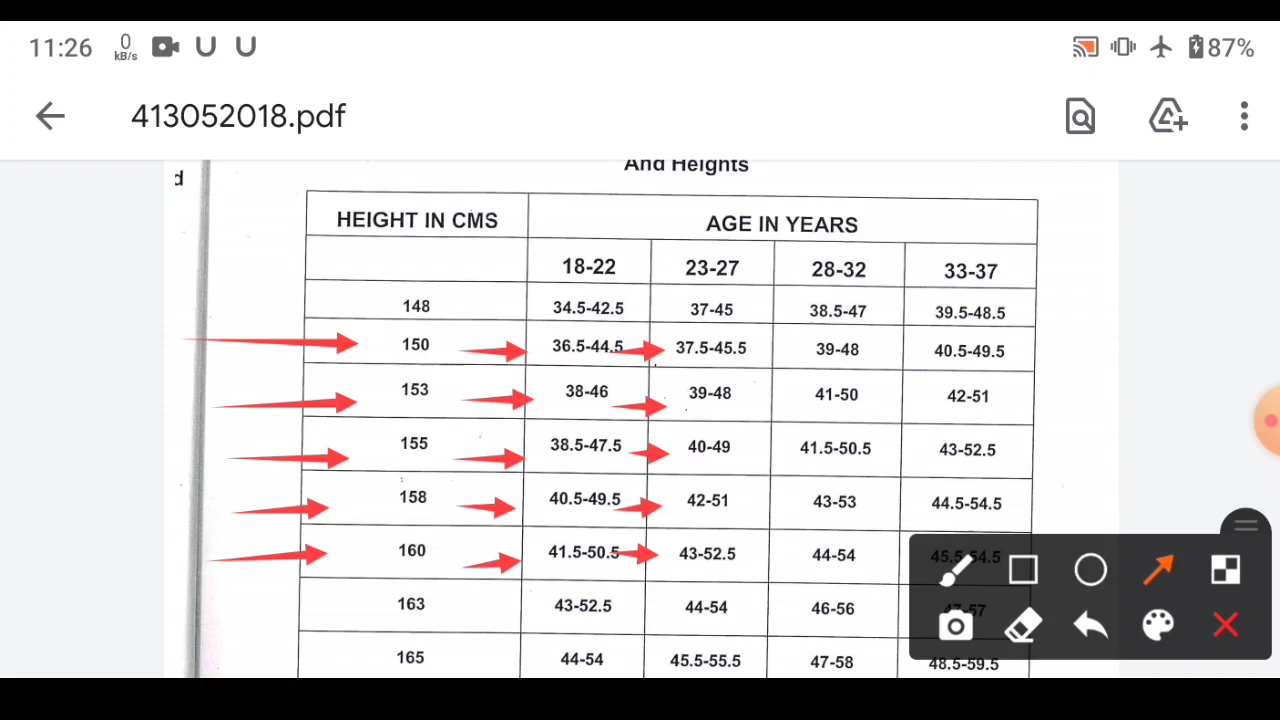 11:26 0 kB/s 87%
413052018.pdf
d And Heights
HEIGHT IN CMS AGE IN YEARS
18-22 23-27 28-32 33-37
148 34.5-42.5 37-45 38.5-47 39.5-48.5
150 36.5-44.5 37.5-45.5 39-48 40.5-49.5
153 38-46 39-48 41-50 42-51
155 38.5-47.5 40-49 41.5-50.5 43-52.5
158 40.5-49.5 42-51 43-53 44.5-54.5
160 41.5-50.5 43-52.5 44-54 45.5-54.5
163 43-52.5 44-54 46-56 47-57
165 44-54 45.5-55.5 47-58 48.5-59.5